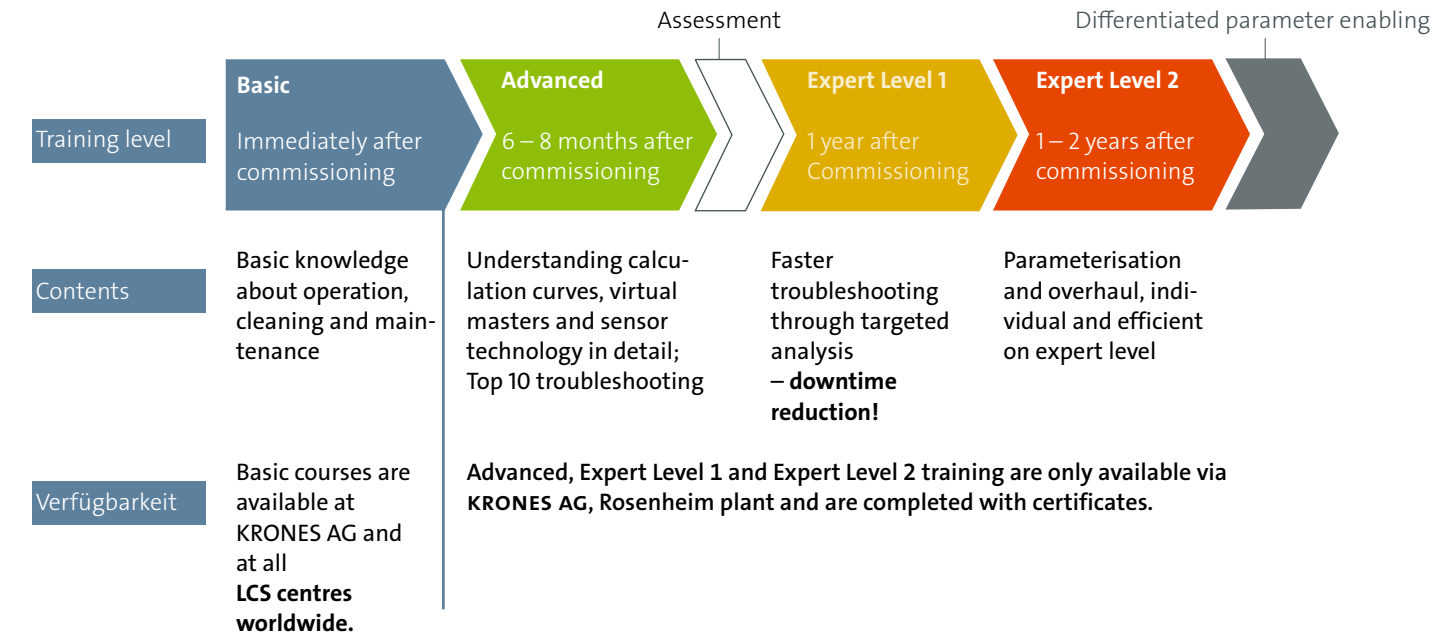 Assessment
Differentiated parameter enabling
Training level
Basic
Immediately after
commissioning
Advanced
6 – 8 months after
commissioning
Expert Level 1
1 year after
Commissioning
Expert Level 2
1 – 2 years after
commissioning
Contents
Basic knowledge
about operation,
cleaning and main-
tenance
Understanding calcu-
lation curves, virtual
masters and sensor
technology in detail;
Top 10 troubleshooting
Faster
troubleshooting
through targeted
analysis
– downtime
reduction!
Parameterisation
and overhaul, indi-
vidual and efficient
on expert level
Verfügbarkeit
Basic courses are
available at
KRONES AG and
at all
LCS centres
worldwide.
Advanced, Expert Level 1 and Expert Level 2 training are only available via
KRONES AG, Rosenheim plant and are completed with certificates.